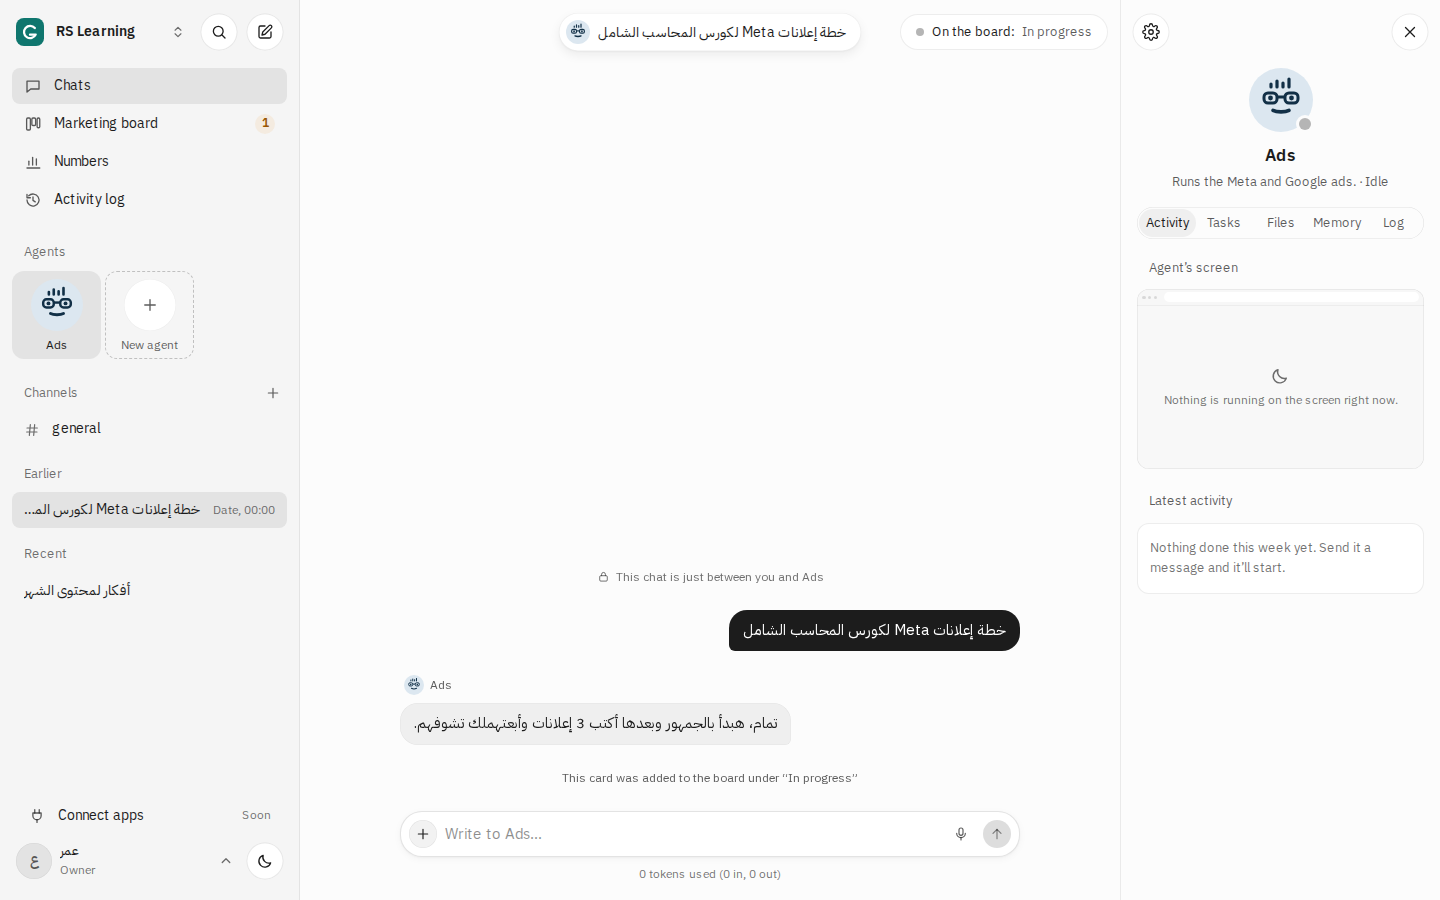 RS Learning
Chats
Marketing board 1
Numbers
Activity log
Agents
Ads
New agent
Channels
general
Earlier
خطة إعلانات Meta لكورس الم... Date, 00:00
Recent
أفكار لمحتوى الشهر
Connect apps Soon
ع
عمر
Owner
خطة إعلانات Meta لكورس المحاسب الشامل
On the board: In progress
This chat is just between you and Ads
خطة إعلانات Meta لكورس المحاسب الشامل
Ads
تمام، هبدأ بالجمهور وبعدها أكتب 3 إعلانات وأبعتهملك تشوفهم.
This card was added to the board under “In progress”
Write to Ads...
0 tokens used (0 in, 0 out)
Ads
Runs the Meta and Google ads. · Idle
Activity Tasks Files Memory Log
Agent’s screen
Nothing is running on the screen right now.
Latest activity
Nothing done this week yet. Send it a
message and it’ll start.